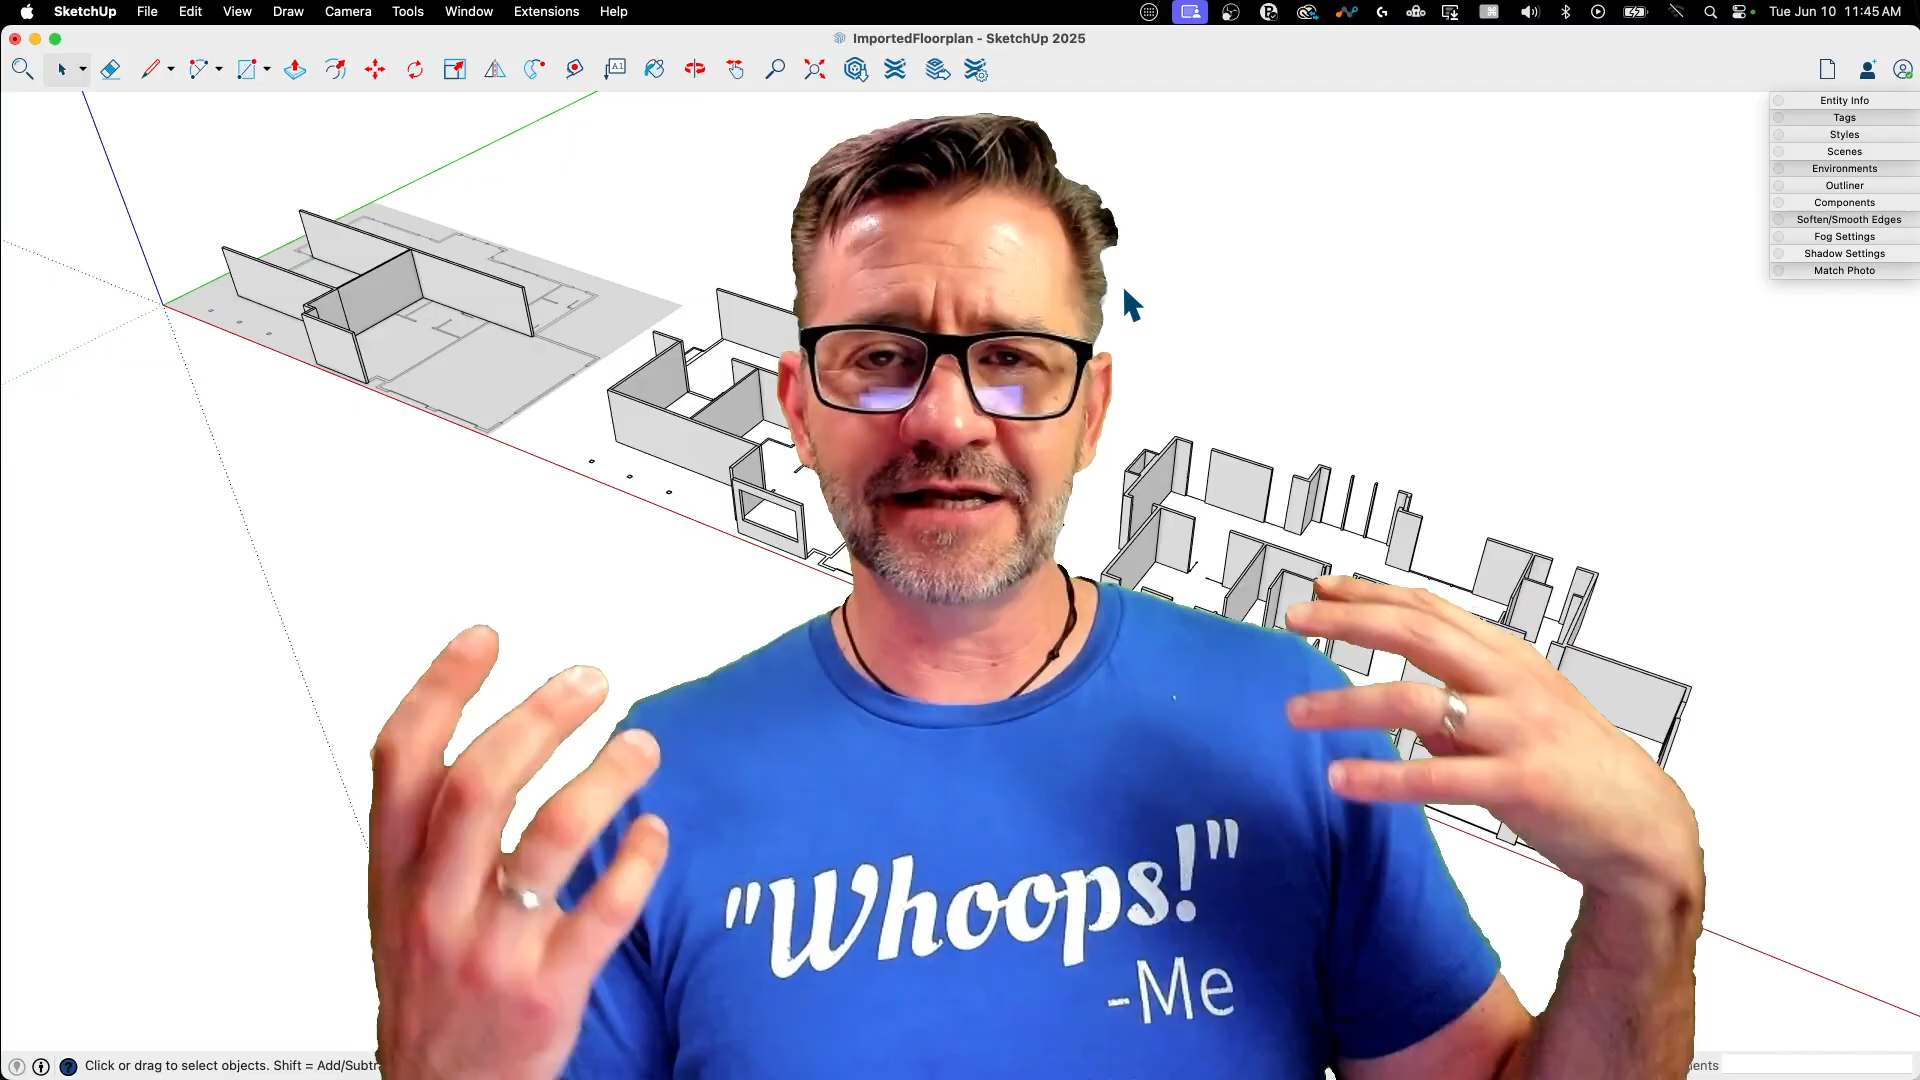 SketchUp File Edit View Draw Camera Tools Window Extensions Help
Tue Jun 10 11:45 AM
ImportedFloorplan - SketchUp 2025
A1
Entity Info
Tags
Styles
Scenes
Environments
Outliner
Components
Soften/Smooth Edges
Fog Settings
Shadow Settings
Match Photo
"Whoops!"
-Me
Click or drag to select objects. Shift = Add/Subtr
ents